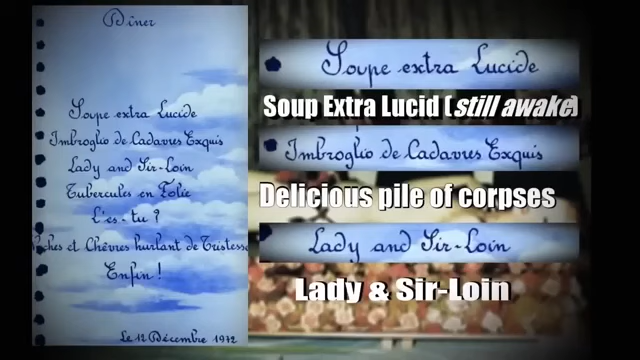 Dîner
Soupe extra Lucide
Imbroglio de Cadavres Exquis
Lady and Sir-Loin
Tubercules en Folie
L'es-tu ?
et Chèvres hurlant de Tristesse
Enfin !
Le 12 Décembre 1972
Soupe extra Lucide
Soup Extra Lucid (still awake)
Imbroglio de Cadavres Exquis
Delicious pile of corpses
Lady and Sir-Loin
Lady & Sir-Loin